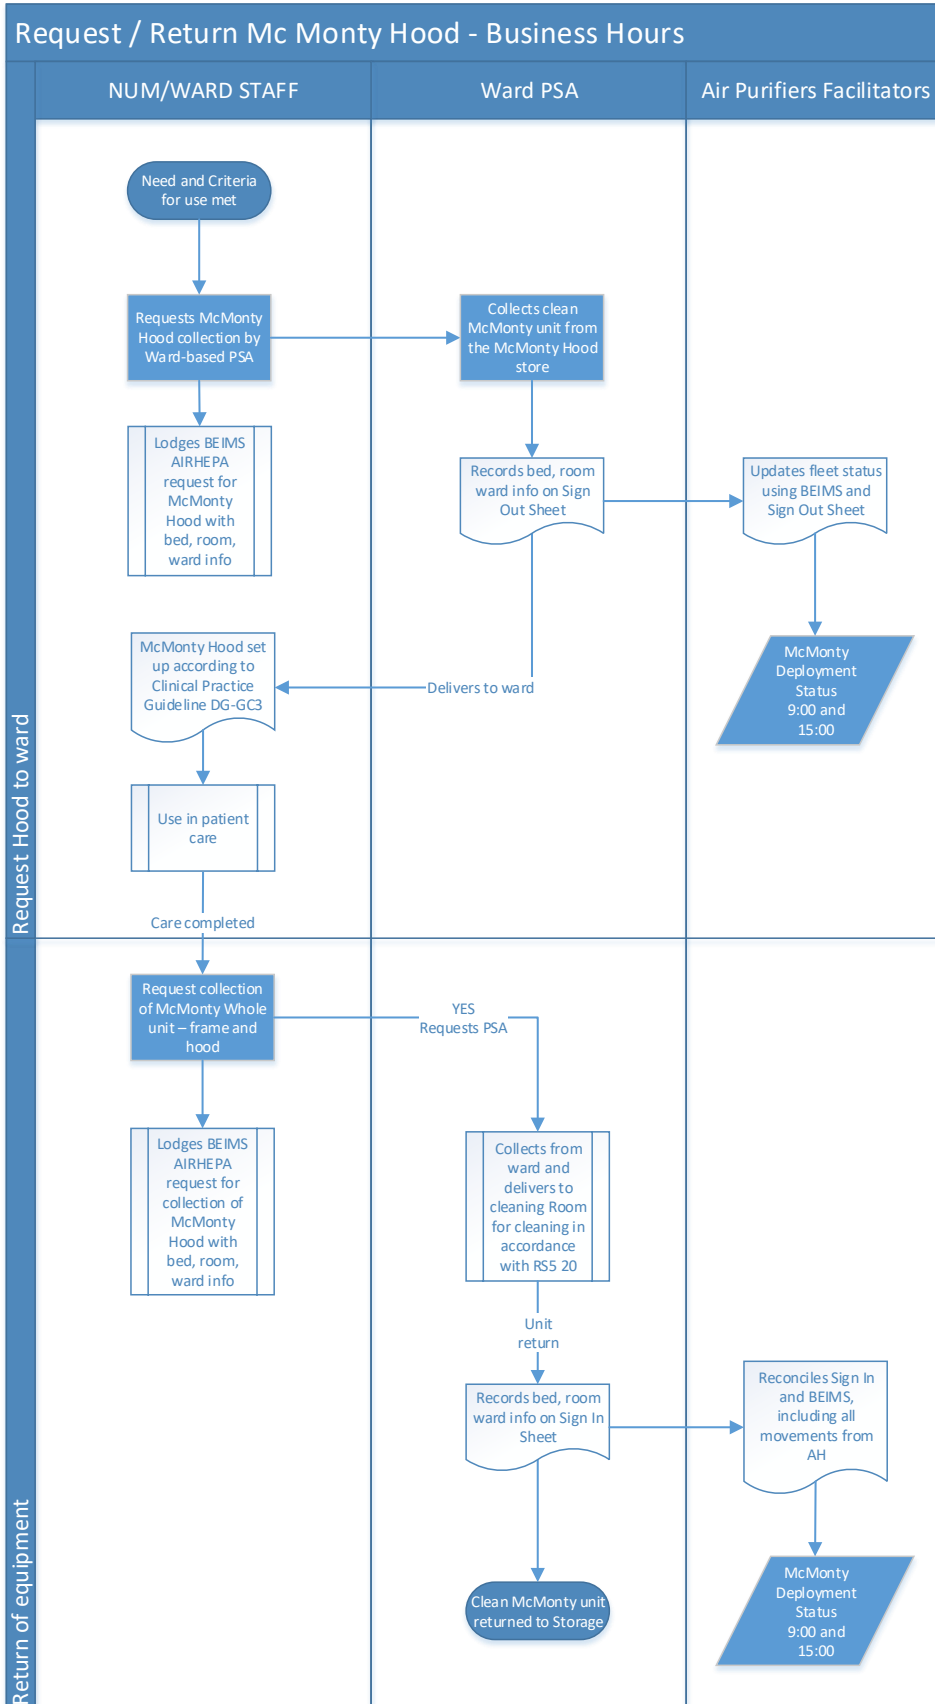 Request / Return Mc Monty Hood - Business Hours
NUM/WARD STAFF
Ward PSA
Air Purifiers Facilitators
Request Hood to ward
Need and Criteria
for use met
Requests McMonty
Hood collection by
Ward-based PSA
Collects clean
McMonty unit from
the McMonty Hood
store
Lodges BEIMS
AIRHEPA
request for
McMonty
Hood with
bed, room,
ward info
Records bed, room
ward info on Sign
Out Sheet
Updates fleet status
using BEIMS and
Sign Out Sheet
McMonty Hood set
up according to
Clinical Practice
Guideline DG-GC3
Delivers to ward
McMonty
Deployment
Status
9:00 and
15:00
Use in patient
care
Care completed
Return of equipment
Request collection
of McMonty Whole
unit – frame and
hood
YES
Requests PSA
Lodges BEIMS
AIRHEPA
request for
collection of
McMonty
Hood with
bed, room,
ward info
Collects from
ward and
delivers to
cleaning Room
for cleaning in
accordance
with RS5 20
Unit
return
Records bed, room
ward info on Sign In
Sheet
Reconciles Sign In
and BEIMS,
including all
movements from
AH
Clean McMonty unit
returned to Storage
McMonty
Deployment
Status
9:00 and
15:00